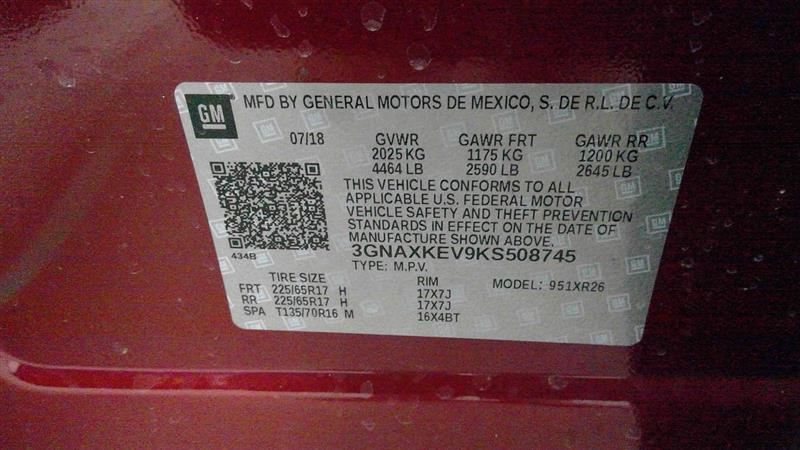 GM MFD BY GENERAL MOTORS DE MEXICO, S. DE R.L. DE C.V.
07/18 GVWR GAWR FRT GAWR RR
2025 KG 1175 KG 1200 KG
4464 LB 2590 LB 2645 LB
THIS VEHICLE CONFORMS TO ALL
APPLICABLE U.S. FEDERAL MOTOR
VEHICLE SAFETY AND THEFT PREVENTION
STANDARDS IN EFFECT ON THE DATE OF
MANUFACTURE SHOWN ABOVE.
434B 3GNAXKEV9KS508745
TYPE: M.P.V.
TIRE SIZE RIM MODEL: 951XR26
FRT 225/65R17 H 17X7J
RR 225/65R17 H 17X7J
SPA T135/70R16 M 16X4BT